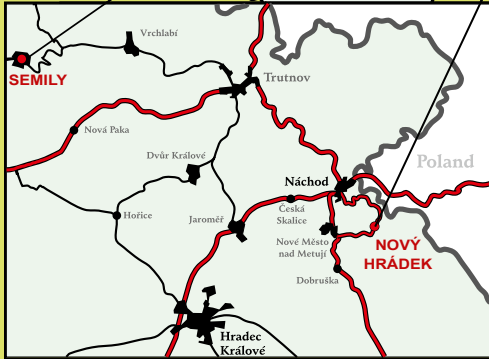 Vrchlabí
SEMILY
Trutnov
Nová Paka
Dvůr Králové
Poland
Náchod
Hořice
Jaroměř
Česká
Skalice
Nové Město
nad Metují
NOVÝ
HRÁDEK
Dobruška
Hradec
Králové